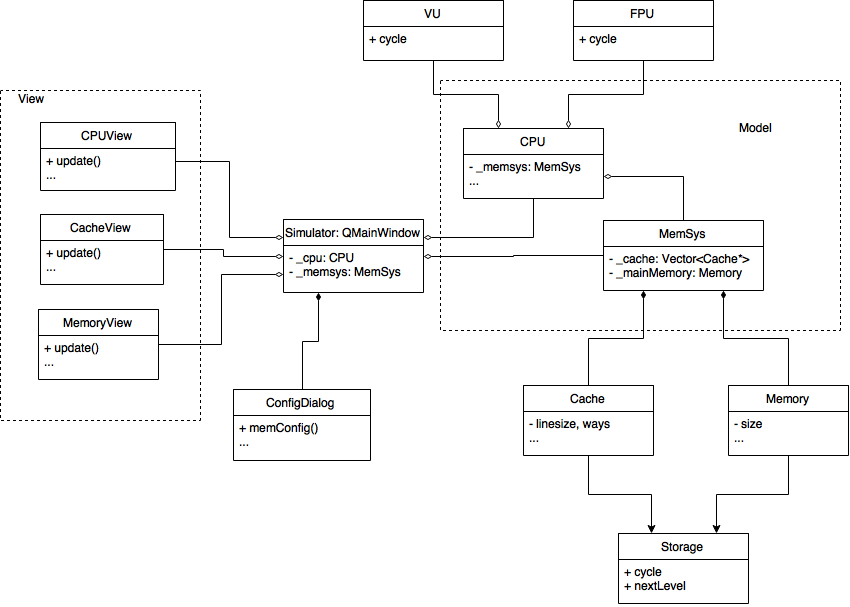 VU
+ cycle
FPU
+ cycle
View
CPUView
+ update()
...
CacheView
+ update()
...
MemoryView
+ update()
...
Simulator: QMainWindow
- _cpu: CPU
- _memsys: MemSys
ConfigDialog
+ memConfig()
...
Model
CPU
- _memsys: MemSys
...
MemSys
- _cache: Vector<Cache*>
- _mainMemory: Memory
Cache
- linesize, ways
...
Memory
- size
...
Storage
+ cycle
+ nextLevel